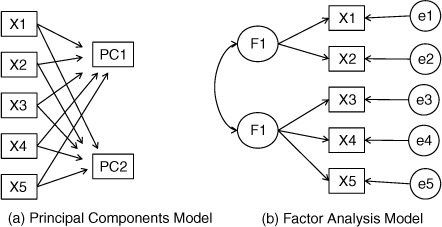 X1
X2
X3
X4
X5
PC1
PC2
(a) Principal Components Model
F1
F1
X1
X2
X3
X4
X5
e1
e2
e3
e4
e5
(b) Factor Analysis Model